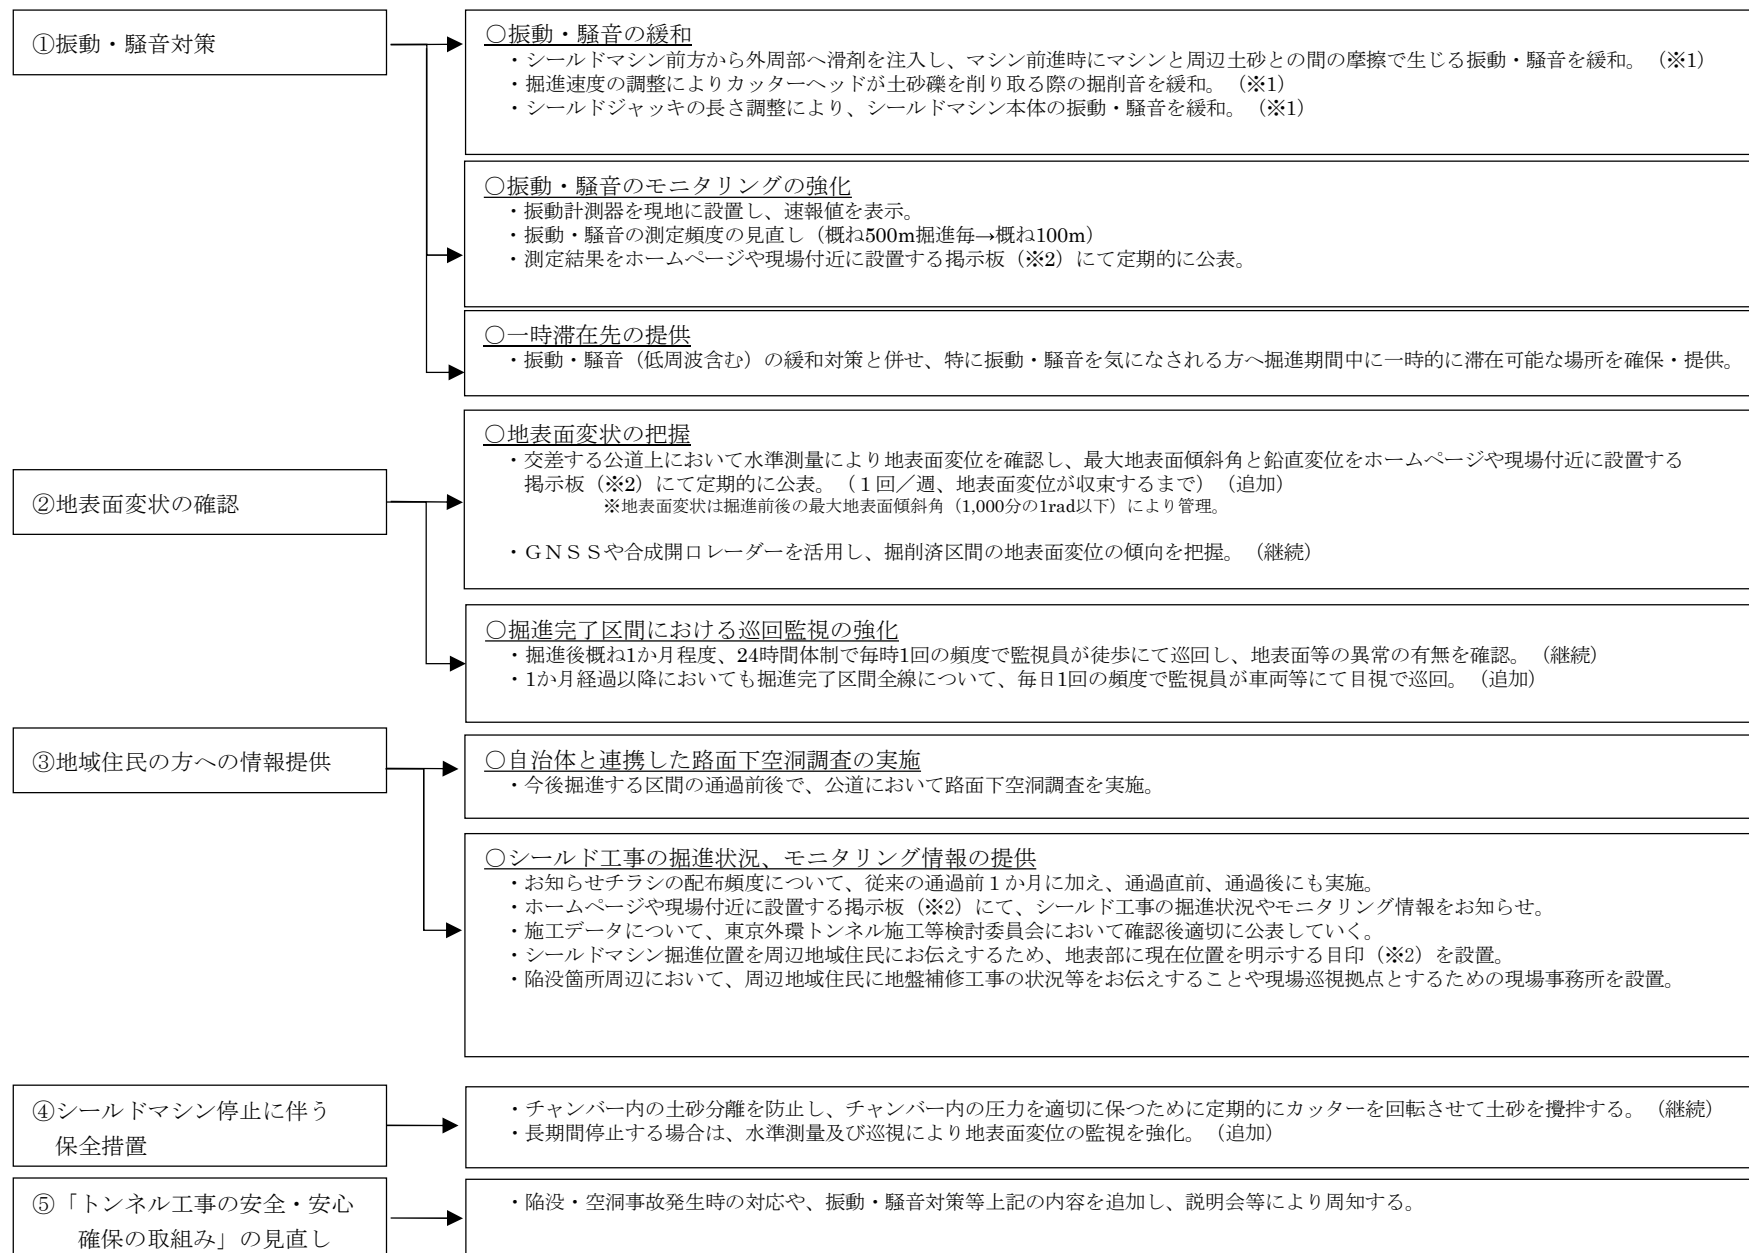 ①振動・騒音対策
○振動・騒音の緩和
・シールドマシン前方から外周部へ滑剤を注入し、マシン前進時にマシンと周辺土砂との間の摩擦で生じる振動・騒音を緩和。（※1）
・掘進速度の調整によりカッターヘッドが土砂礫を削り取る際の掘削音を緩和。（※1）
・シールドジャッキの長さ調整により、シールドマシン本体の振動・騒音を緩和。（※1）
○振動・騒音のモニタリングの強化
・振動計測器を現地に設置し、速報値を表示。
・振動・騒音の測定頻度の見直し（概ね500m掘進毎→概ね100m）
・測定結果をホームページや現場付近に設置する掲示板（※2）にて定期的に公表。
○一時滞在先の提供
・振動・騒音（低周波含む）の緩和対策と併せ、特に振動・騒音を気になされる方へ掘進期間中に一時的に滞在可能な場所を確保・提供。
②地表面変状の確認
○地表面変状の把握
・交差する公道上において水準測量により地表面変位を確認し、最大地表面傾斜角と鉛直変位をホームページや現場付近に設置する
掲示板（※2）にて定期的に公表。（１回／週、地表面変位が収束するまで）（追加）
※地表面変状は掘進前後の最大地表面傾斜角（1,000分の1rad以下）により管理。
・ＧＮＳＳや合成開口レーダーを活用し、掘削済区間の地表面変位の傾向を把握。（継続）
○掘進完了区間における巡回監視の強化
・掘進後概ね1か月程度、24時間体制で毎時1回の頻度で監視員が徒歩にて巡回し、地表面等の異常の有無を確認。（継続）
・1か月経過以降においても掘進完了区間全線について、毎日1回の頻度で監視員が車両等にて目視で巡回。（追加）
③地域住民の方への情報提供
○自治体と連携した路面下空洞調査の実施
・今後掘進する区間の通過前後で、公道において路面下空洞調査を実施。
○シールド工事の掘進状況、モニタリング情報の提供
・お知らせチラシの配布頻度について、従来の通過前１か月に加え、通過直前、通過後にも実施。
・ホームページや現場付近に設置する掲示板（※2）にて、シールド工事の掘進状況やモニタリング情報をお知らせ。
・施工データについて、東京外環トンネル施工等検討委員会において確認後適切に公表していく。
・シールドマシン掘進位置を周辺地域住民にお伝えするため、地表部に現在位置を明示する目印（※2）を設置。
・陥没箇所周辺において、周辺地域住民に地盤補修工事の状況等をお伝えすることや現場巡視拠点とするための現場事務所を設置。
④シールドマシン停止に伴う
保全措置
・チャンバー内の土砂分離を防止し、チャンバー内の圧力を適切に保つために定期的にカッターを回転させて土砂を攪拌する。（継続）
・長期間停止する場合は、水準測量及び巡視により地表面変位の監視を強化。（追加）
⑤「トンネル工事の安全・安心
確保の取組み」の見直し
・陥没・空洞事故発生時の対応や、振動・騒音対策等上記の内容を追加し、説明会等により周知する。